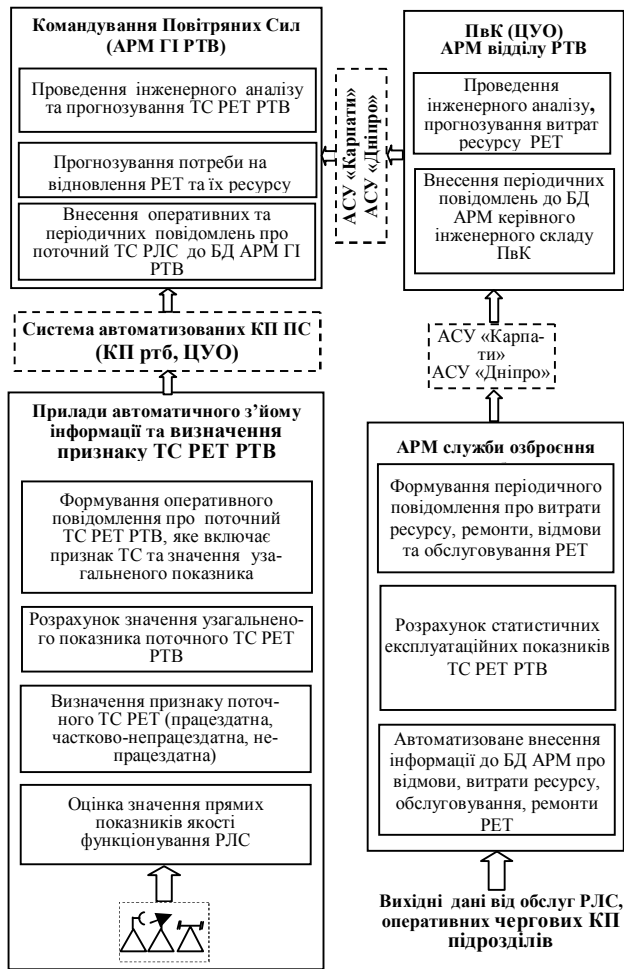 Командування Повітряних Сил
(АРМ ГІ РТВ)
Проведення інженерного аналізу
та прогнозування ТС РЕТ РТВ
Прогнозування потреби на
відновлення РЕТ та їх ресурсу
Внесення оперативних та
періодичних повідомлень про
поточний ТС РЛС до БД АРМ ГІ
РТВ
АСУ «Карпати»
АСУ «Дніпро»
ПвК (ЦУО)
АРМ відділу РТВ
Проведення
інженерного аналізу,
прогнозування витрат
ресурсу РЕТ
Внесення періодичних
повідомлень до БД
АРМ керівного
інженерного складу
ПвК
Система автоматизованих КП ПС
(КП ртб, ЦУО)
АСУ «Карпа-
ти»
АСУ «Дніпро»
Прилади автоматичного з’йому
інформації та визначення
признаку ТС РЕТ РТВ
Формування оперативного
повідомлення про поточний
ТС РЕТ РТВ, яке включає
признак ТС та значення уза-
гальненого показника
Розрахунок значення узагальнено-
го показника поточного ТС РЕТ
РТВ
Визначення признаку поточ-
ного ТС РЕТ (працездатна,
частково-непрацездатна, не-
працездатна)
Оцінка значення прямих
показників якості
функціонування РЛС
АРМ служби озброєння
Формування періодичного
повідомлення про витрати
ресурсу, ремонти, відмови
та обслуговування РЕТ
Розрахунок статистичних
експлуатаційних показників
ТС РЕТ РТВ
Автоматизоване внесення
інформації до БД АРМ про
відмови, витрати ресурсу,
обслуговування, ремонти
РЕТ
Вихідні дані від обслуг РЛС,
оперативних чергових КП
підрозділів